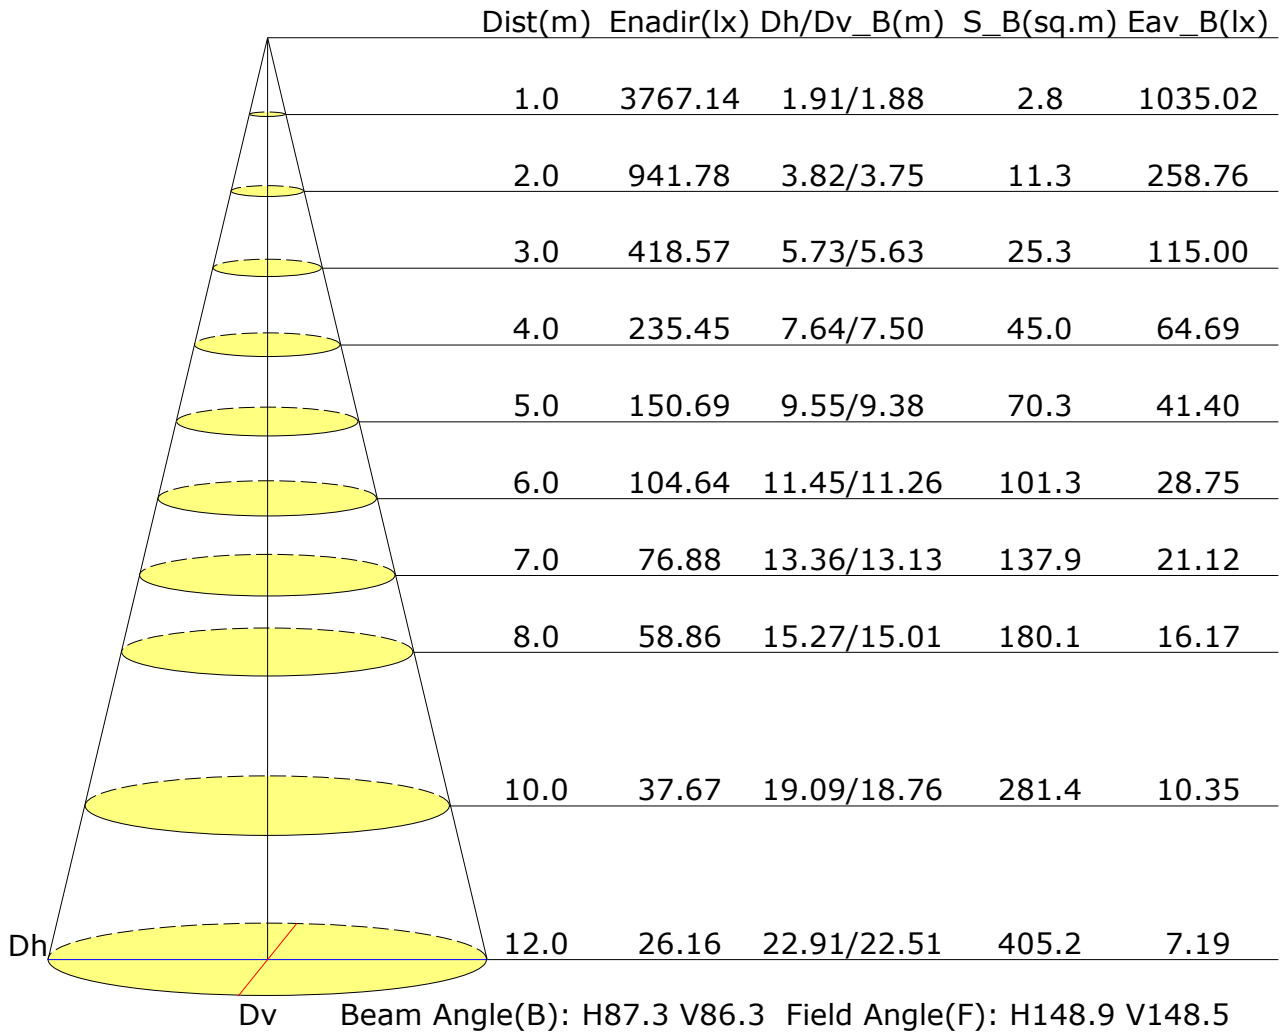 Dist(m) Enadir(lx) Dh/Dv_B(m) S_B(sq.m) Eav_B(lx)
1.0 3767.14 1.91/1.88 2.8 1035.02
2.0 941.78 3.82/3.75 11.3 258.76
3.0 418.57 5.73/5.63 25.3 115.00
4.0 235.45 7.64/7.50 45.0 64.69
5.0 150.69 9.55/9.38 70.3 41.40
6.0 104.64 11.45/11.26 101.3 28.75
7.0 76.88 13.36/13.13 137.9 21.12
8.0 58.86 15.27/15.01 180.1 16.17
10.0 37.67 19.09/18.76 281.4 10.35
Dh 12.0 26.16 22.91/22.51 405.2 7.19
Dv Beam Angle(B): H87.3 V86.3 Field Angle(F): H148.9 V148.5